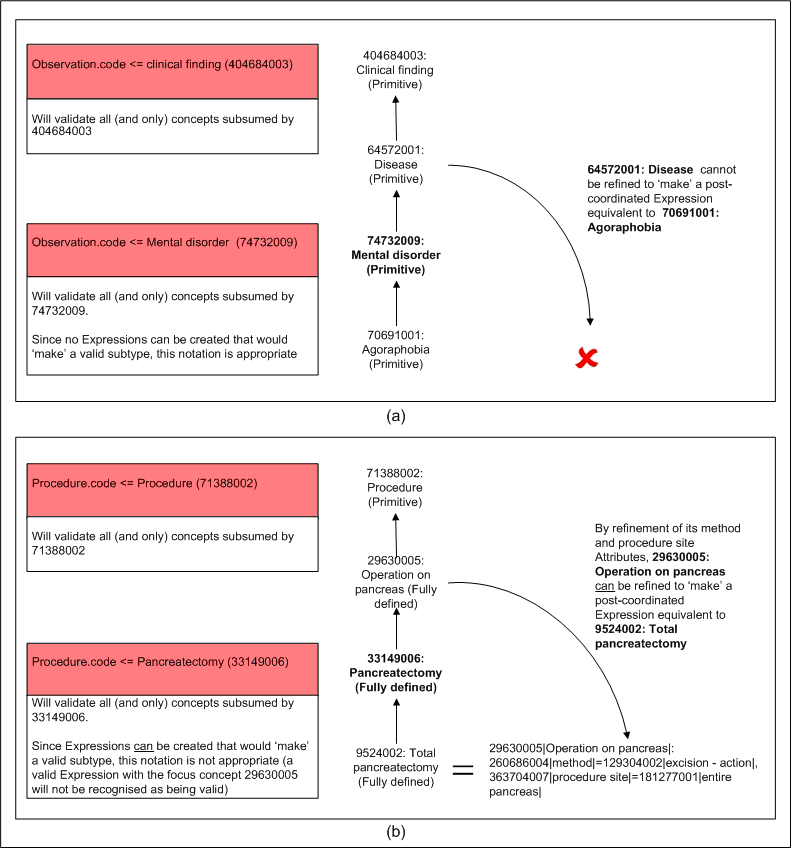 Observation.code <= clinical finding (404684003)
Will validate all (and only) concepts subsumed by
404684003
404684003:
Clinical finding
(Primitive)
64572001:
Disease
(Primitive)
64572001: Disease cannot
be refined to ‘make’ a post-
coordinated Expression
equivalent to 70691001:
Agoraphobia
Observation.code <= Mental disorder (74732009)
Will validate all (and only) concepts subsumed by
74732009.
Since no Expressions can be created that would
‘make’ a valid subtype, this notation is appropriate
74732009:
Mental disorder
(Primitive)
70691001:
Agoraphobia
(Primitive)
(a)
Procedure.code <= Procedure (71388002)
Will validate all (and only) concepts subsumed by
71388002
71388002:
Procedure
(Primitive)
29630005:
Operation on
pancreas (Fully
defined)
By refinement of its method
and procedure site
Attributes, 29630005:
Operation on pancreas
can be refined to ‘make’ a
post-coordinated
Expression equivalent to
9524002: Total
pancreatectomy
Procedure.code <= Pancreatectomy (33149006)
Will validate all (and only) concepts subsumed by
33149006.
Since Expressions can be created that would ‘make’
a valid subtype, this notation is not appropriate (a
valid Expression with the focus concept 29630005
will not be recognised as being valid)
33149006:
Pancreatectomy
(Fully defined)
9524002: Total
pancreatectomy
(Fully defined)
=
29630005|Operation on pancreas|:
260686004|method|=129304002|excision - action|,
363704007|procedure site|=181277001|entire
pancreas|
(b)